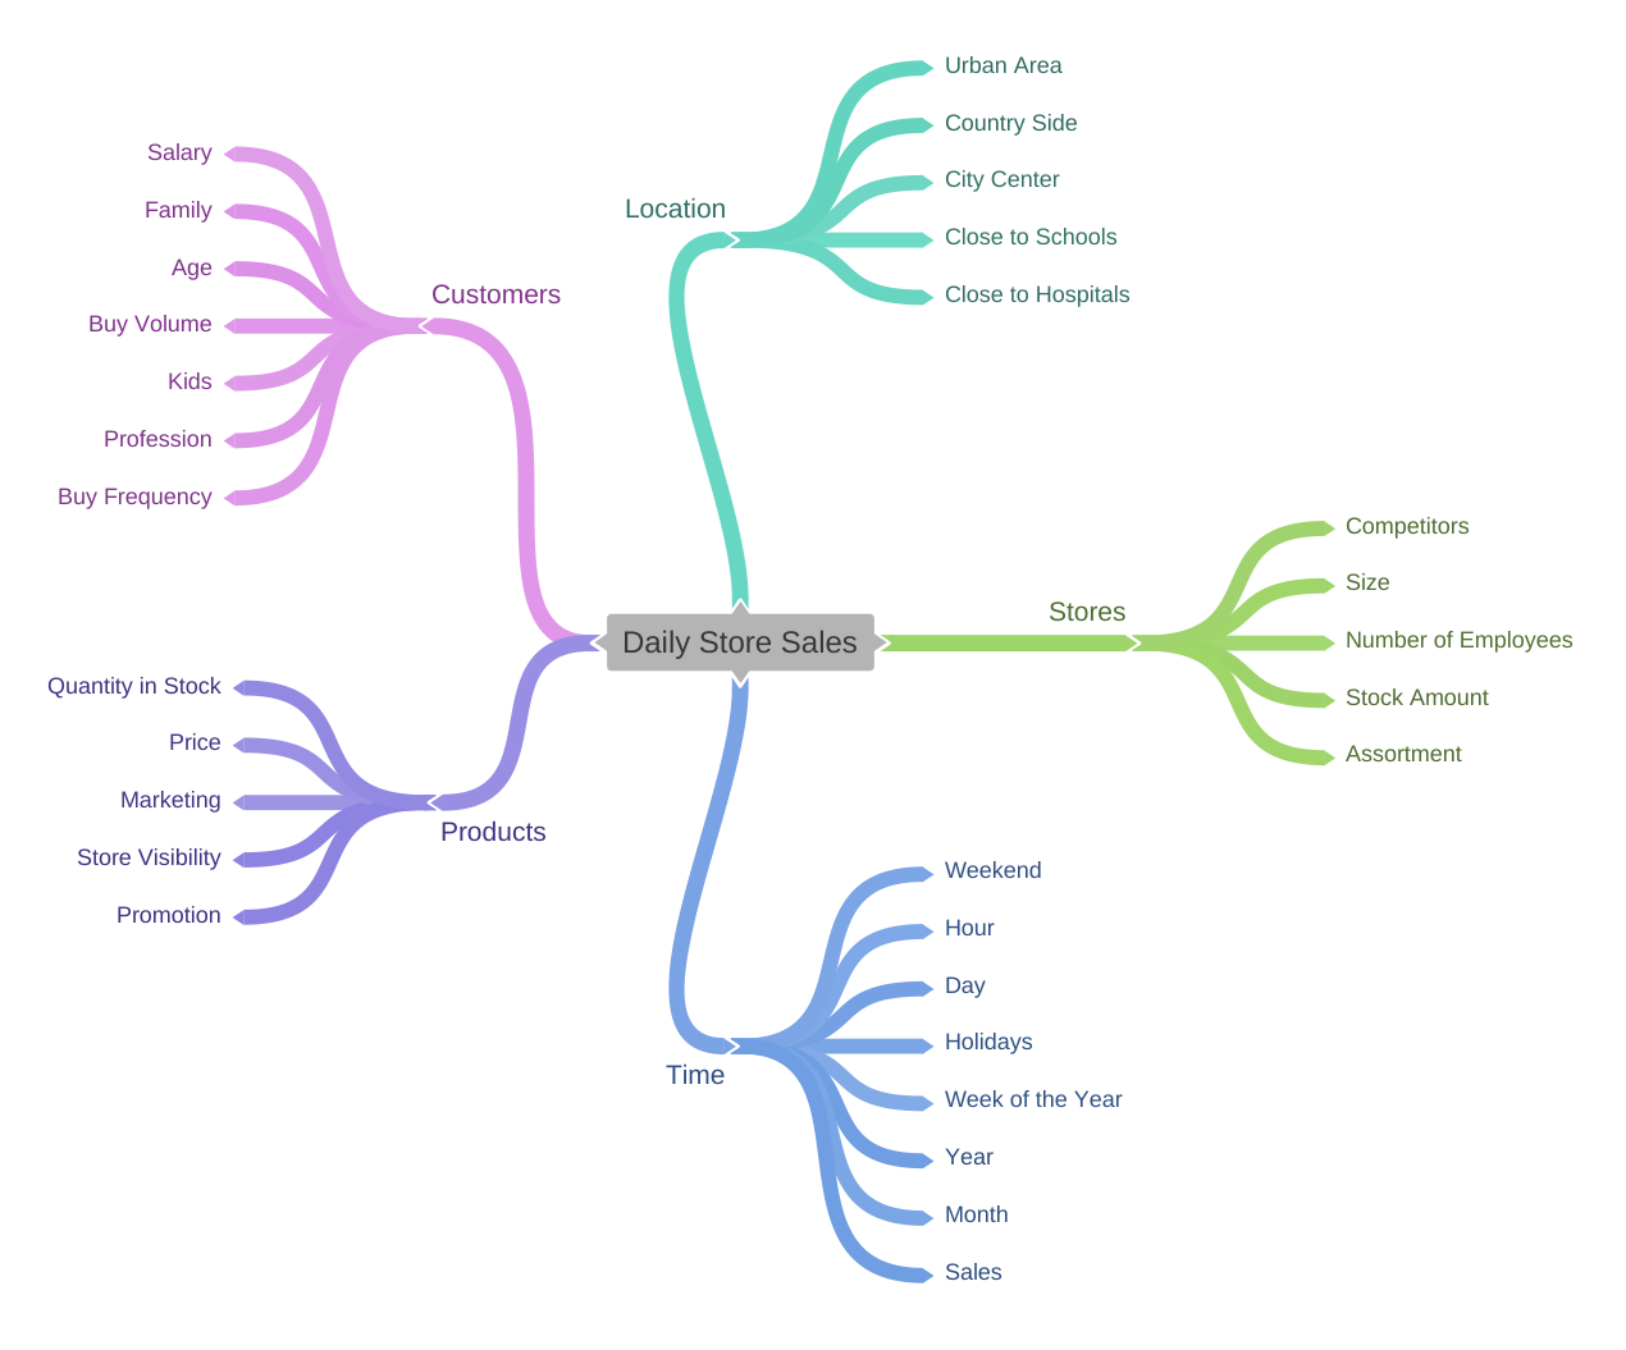 Daily Store Sales
Customers
Salary
Family
Age
Buy Volume
Kids
Profession
Buy Frequency
Products
Quantity in Stock
Price
Marketing
Store Visibility
Promotion
Location
Urban Area
Country Side
City Center
Close to Schools
Close to Hospitals
Stores
Competitors
Size
Number of Employees
Stock Amount
Assortment
Time
Weekend
Hour
Day
Holidays
Week of the Year
Year
Month
Sales